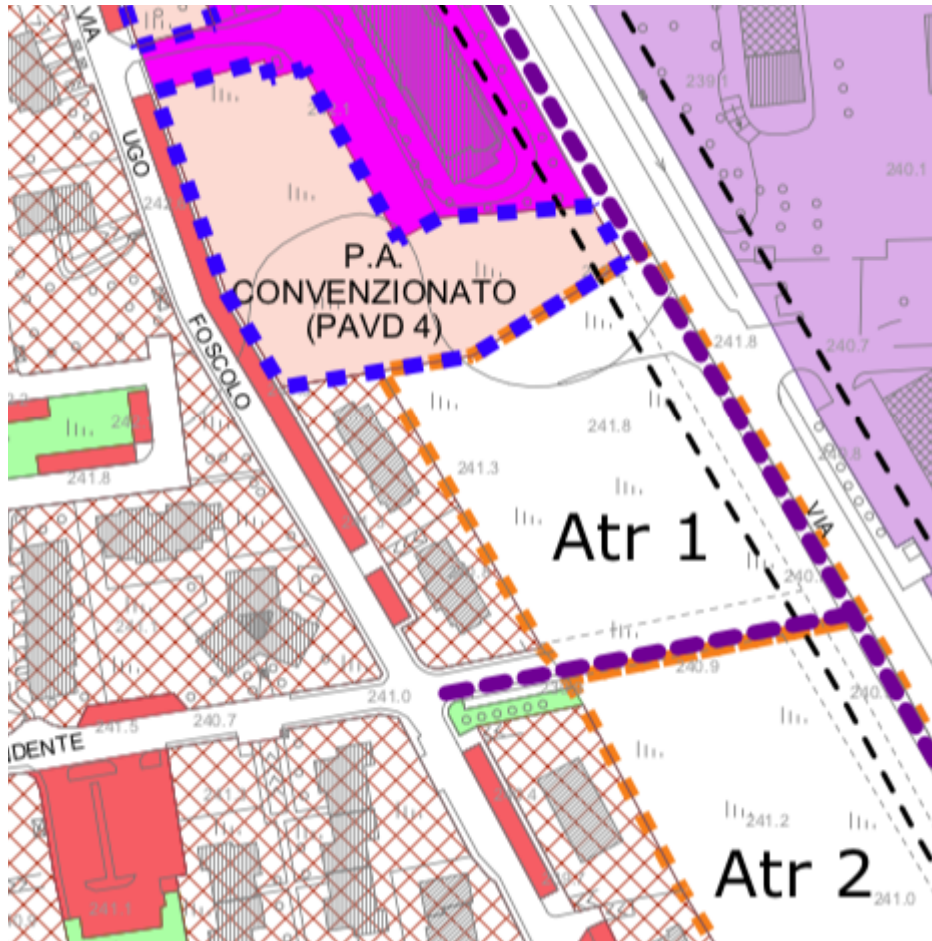 VIA
UGO
FOSCOLO
239.1
240.1
P.A.
CONVENZIONATO
(PAVD 4)
241.8
240.7
241.8
241.3
241.8
Atr 1
VIA
240.9
241.0
241.5
240.7
IDENTE
241.2
Atr 2
241.0
241.1